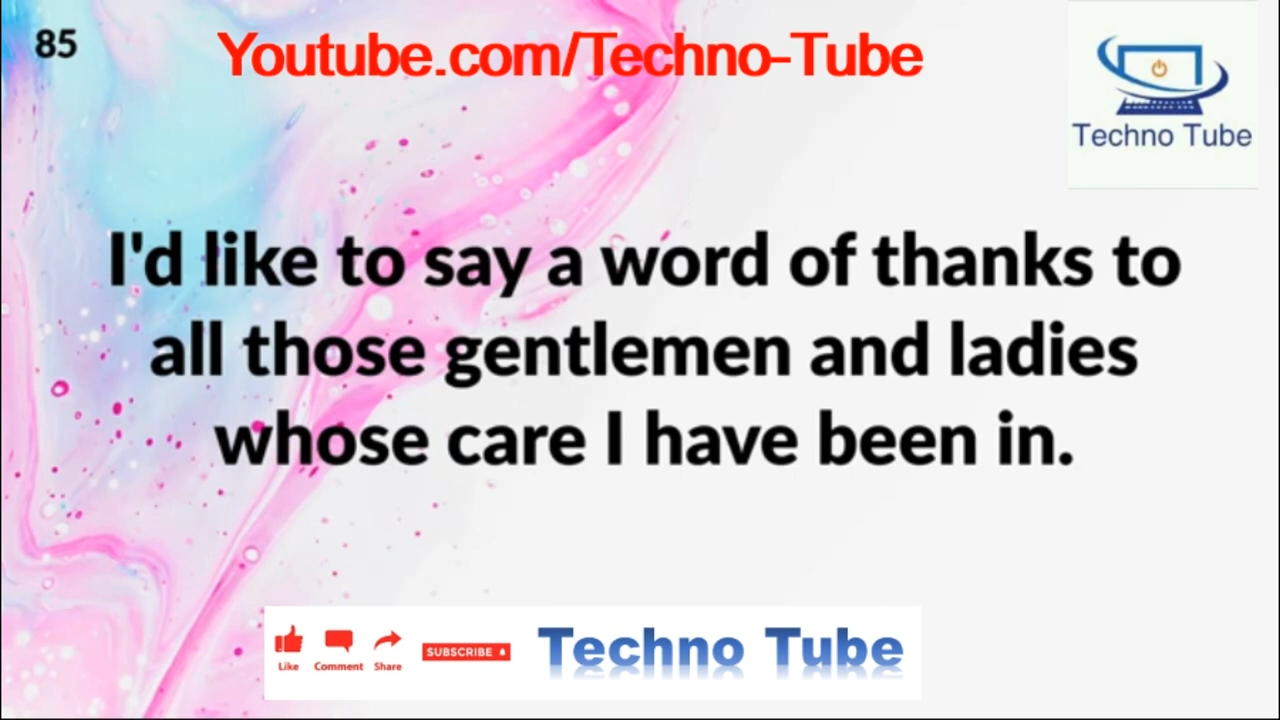 85
Youtube.com/Techno-Tube
Techno Tube
I'd like to say a word of thanks to
all those gentlemen and ladies
whose care I have been in.
Like Comment Share
SUBSCRIBE
Techno Tube